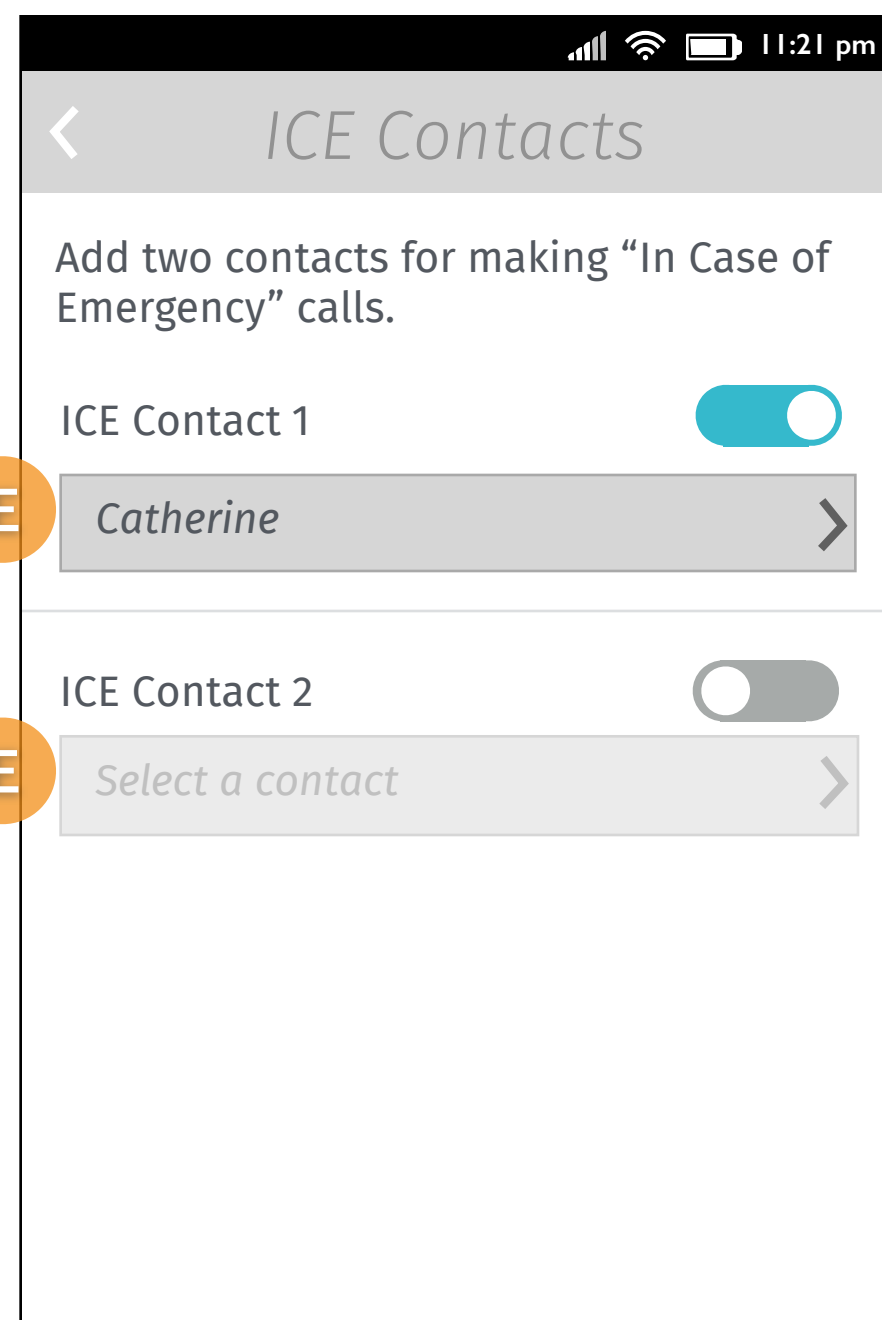 11:21 pm
ICE Contacts
Add two contacts for making “In Case of
Emergency” calls.
ICE Contact 1
E
Catherine
ICE Contact 2
E
Select a contact